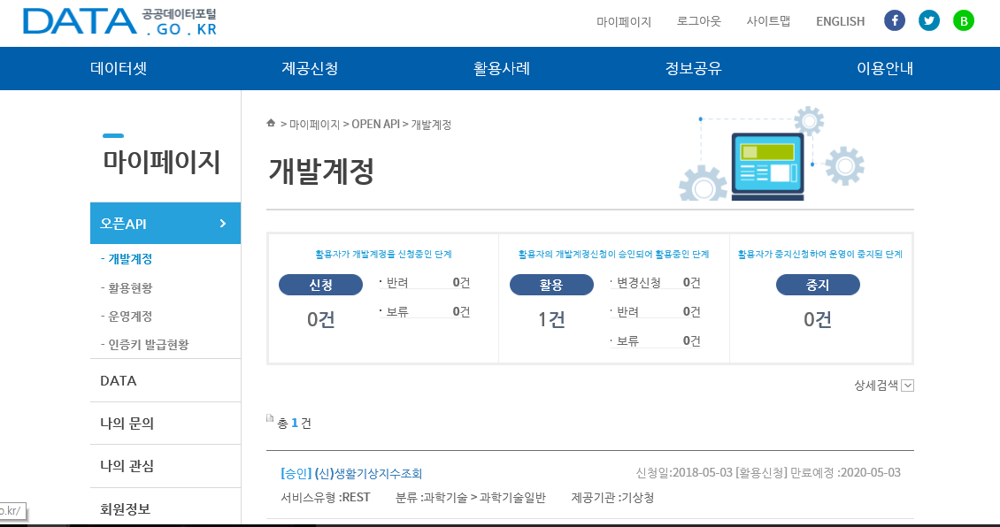 DATA 공공데이터포털
. GO . KR
마이페이지 로그아웃 사이트맵 ENGLISH f B
데이터셋 제공신청 활용사례 정보공유 이용안내
> 마이페이지 > OPEN API > 개발계정
마이페이지
개발계정
오픈API
- 개발계정
- 활용현황
- 운영계정
- 인증키 발급현황
DATA
나의 문의
나의 관심
회원정보
활용자가 개발계정을 신청중인 단계
신청
0건
· 반려 0건
· 보류 0건
활용자의 개발계정신청이 승인되어 활용중인 단계
활용
1건
· 변경신청 0건
· 반려 0건
· 보류 0건
활용자가 중지신청하여 운영이 중지된 단계
중지
0건
상세검색
총 1 건
[승인] (신)생활기상지수조회 신청일:2018-05-03 [활용신청] 만료예정 :2020-05-03
서비스유형 :REST 분류 :과학기술 > 과학기술일반 제공기관 :기상청
o.kr/